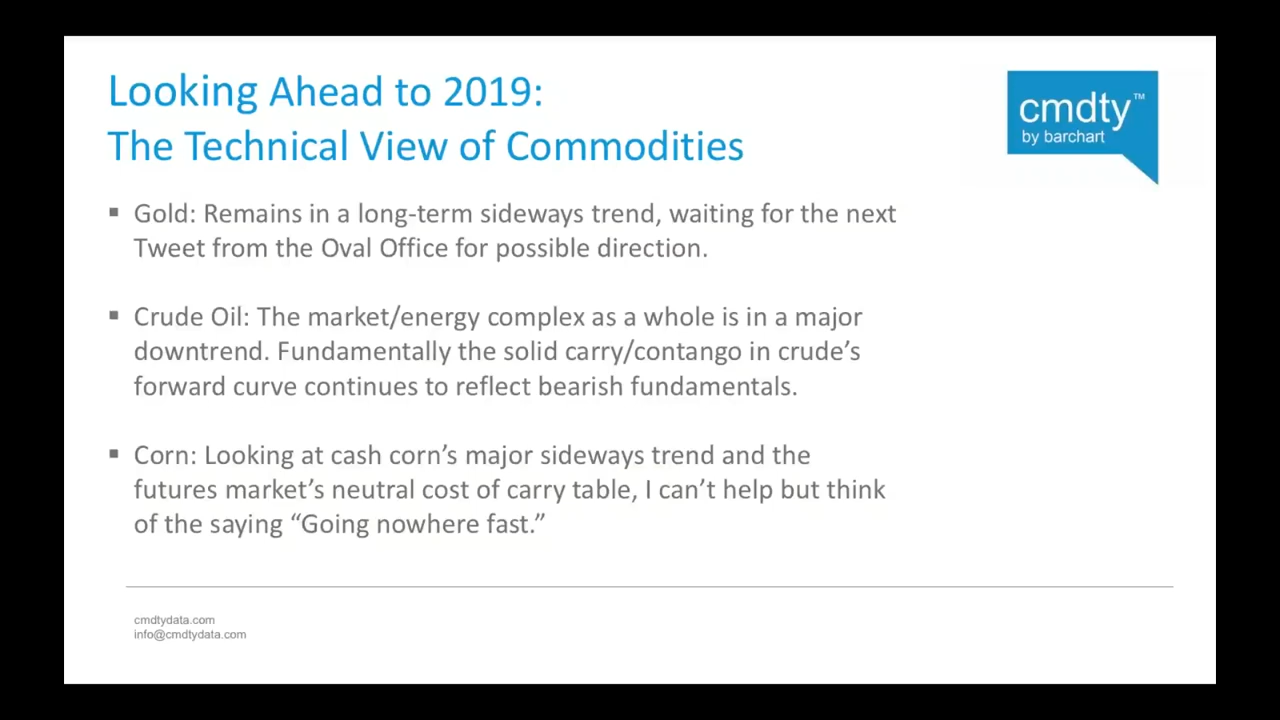 Looking Ahead to 2019:
The Technical View of Commodities
cmdty™
by barchart
▪ Gold: Remains in a long-term sideways trend, waiting for the next
Tweet from the Oval Office for possible direction.
▪ Crude Oil: The market/energy complex as a whole is in a major
downtrend. Fundamentally the solid carry/contango in crude’s
forward curve continues to reflect bearish fundamentals.
▪ Corn: Looking at cash corn’s major sideways trend and the
futures market’s neutral cost of carry table, I can’t help but think
of the saying “Going nowhere fast.”
cmdtydata.com
info@cmdtydata.com